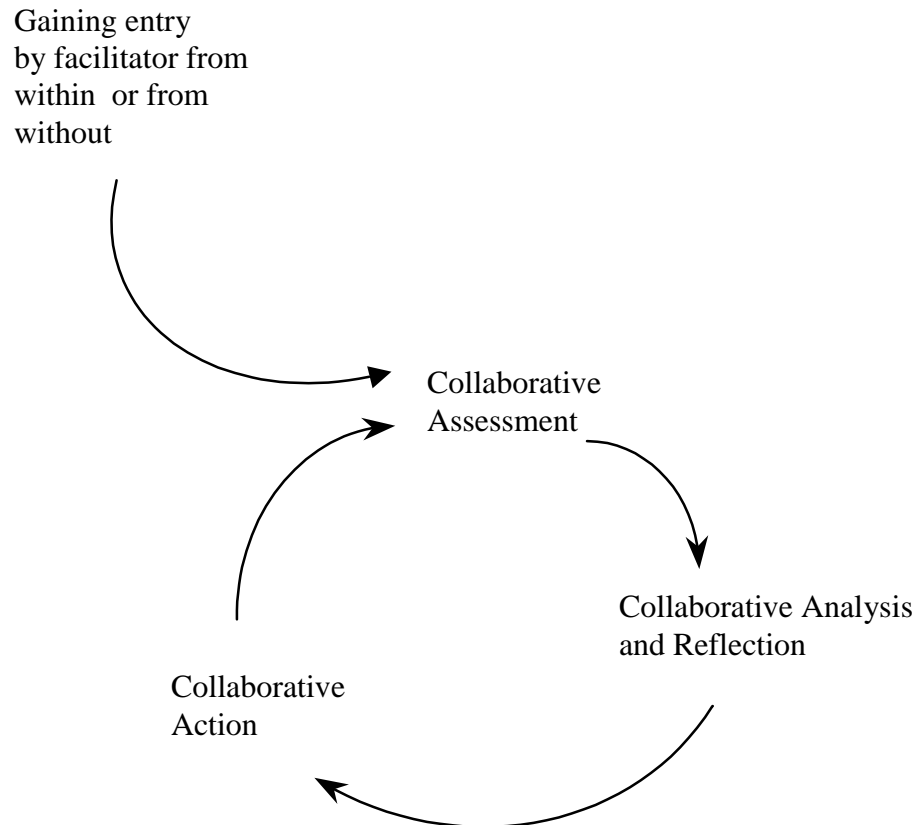 Gaining entry
by facilitator from
within  or from
without
Collaborative
Assessment
Collaborative Analysis
and Reflection
Collaborative
Action